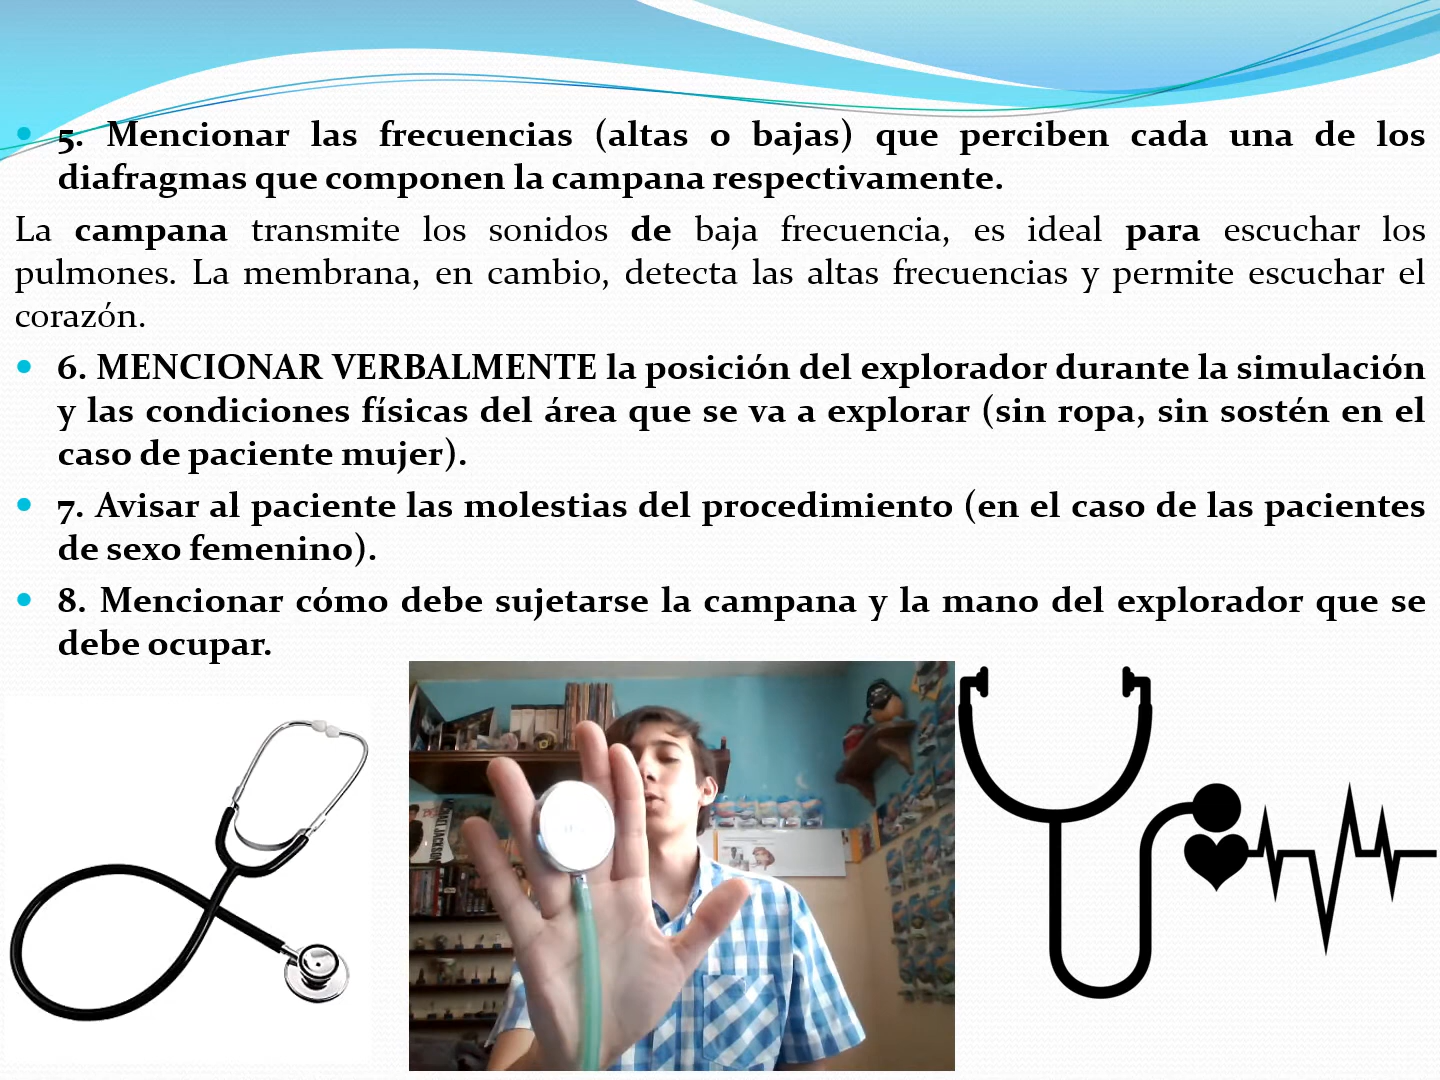 5. Mencionar las frecuencias (altas o bajas) que perciben cada una de los
diafragmas que componen la campana respectivamente.
La campana transmite los sonidos de baja frecuencia, es ideal para escuchar los
pulmones. La membrana, en cambio, detecta las altas frecuencias y permite escuchar el
corazón.
6. MENCIONAR VERBALMENTE la posición del explorador durante la simulación
y las condiciones físicas del área que se va a explorar (sin ropa, sin sostén en el
caso de paciente mujer).
7. Avisar al paciente las molestias del procedimiento (en el caso de las pacientes
de sexo femenino).
8. Mencionar cómo debe sujetarse la campana y la mano del explorador que se
debe ocupar.
JACKSON